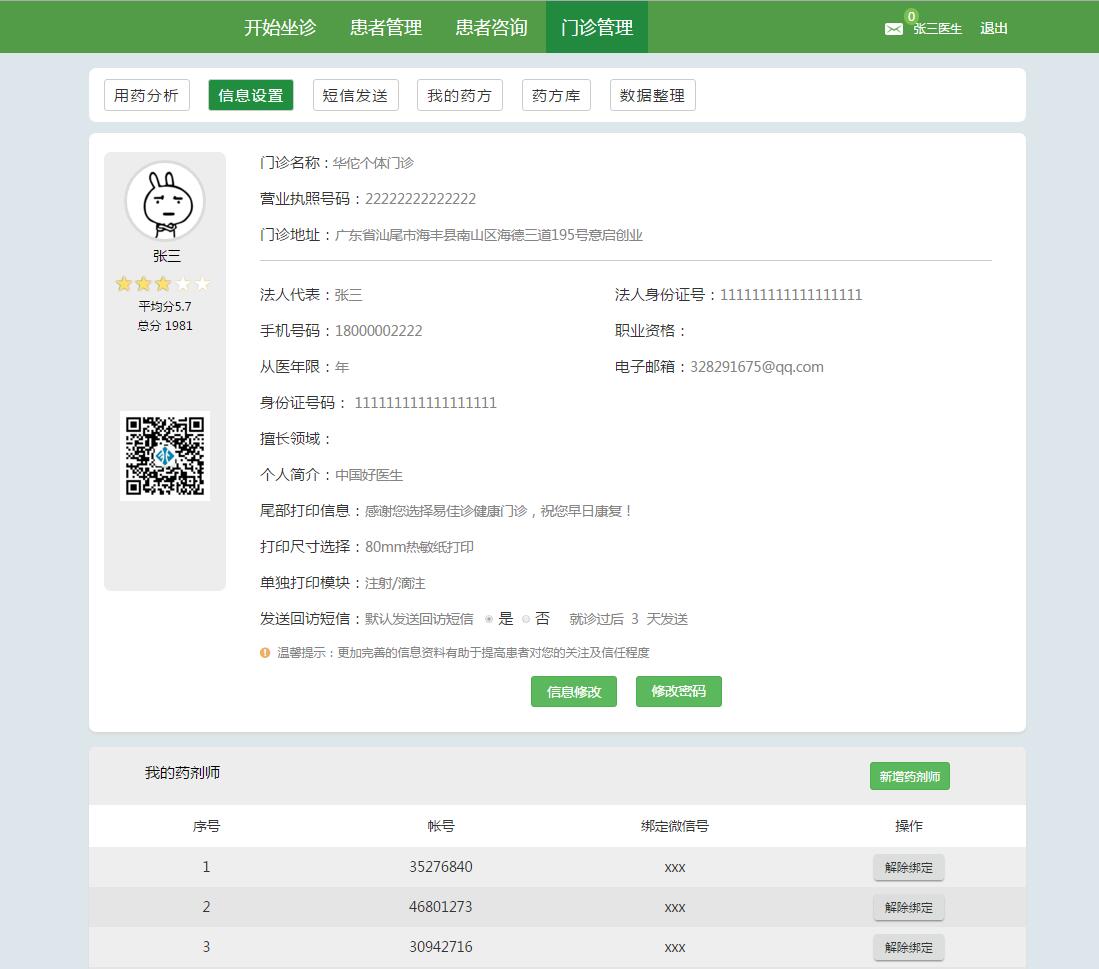 开始坐诊 患者管理 患者咨询 门诊管理 0 张三医生 退出
用药分析 信息设置 短信发送 我的药方 药方库 数据整理
门诊名称：华佗个体门诊
营业执照号码：22222222222222
门诊地址：广东省汕尾市海丰县南山区海德三道195号意启创业
张三
平均分5.7
总分 1981
法人代表：张三 法人身份证号：111111111111111111
手机号码：18000002222 职业资格：
从医年限：年 电子邮箱：328291675@qq.com
身份证号码： 111111111111111111
擅长领域：
个人简介：中国好医生
尾部打印信息：感谢您选择易佳诊健康门诊，祝您早日康复！
打印尺寸选择：80mm热敏纸打印
单独打印模块：注射/滴注
发送回访短信：默认发送回访短信 是 否 就诊过后 3 天发送
温馨提示：更加完善的信息资料有助于提高患者对您的关注及信任程度
信息修改 修改密码
我的药剂师 新增药剂师
序号 帐号 绑定微信号 操作
1 35276840 xxx 解除绑定
2 46801273 xxx 解除绑定
3 30942716 xxx 解除绑定